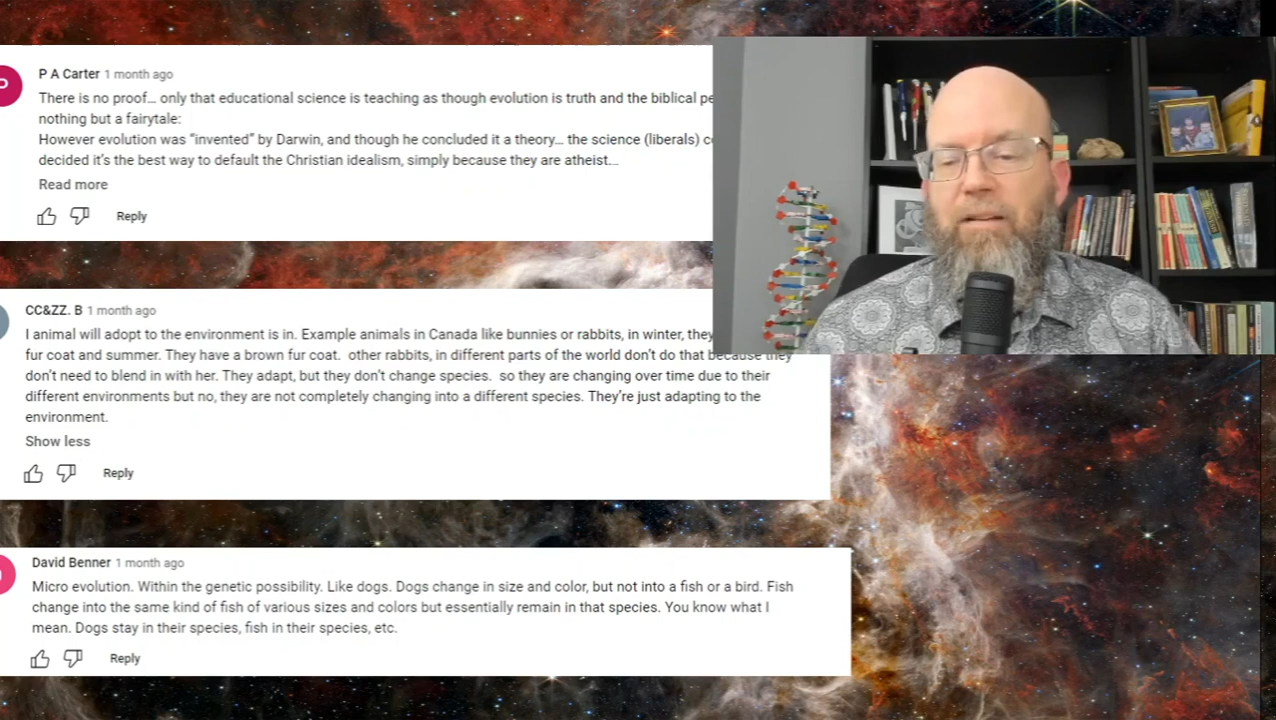 P A Carter 1 month ago
There is no proof... only that educational science is teaching as though evolution is truth and the biblical
nothing but a fairytale:
However evolution was “invented” by Darwin, and though he concluded it a theory... the science (liberals)
decided it's the best way to default the Christian idealism, simply because they are atheist...
Read more
Reply
CC&ZZ. B 1 month ago
I animal will adopt to the environment is in. Example animals in Canada like bunnies or rabbits, in winter, they
fur coat and summer. They have a brown fur coat. other rabbits, in different parts of the world don't do that because they
don't need to blend in with her. They adapt, but they don't change species. so they are changing over time due to their
different environments but no, they are not completely changing into a different species. They're just adapting to the
environment.
Show less
Reply
David Benner 1 month ago
Micro evolution. Within the genetic possibility. Like dogs. Dogs change in size and color, but not into a fish or a bird. Fish
change into the same kind of fish of various sizes and colors but essentially remain in that species. You know what I
mean. Dogs stay in their species, fish in their species, etc.
Reply